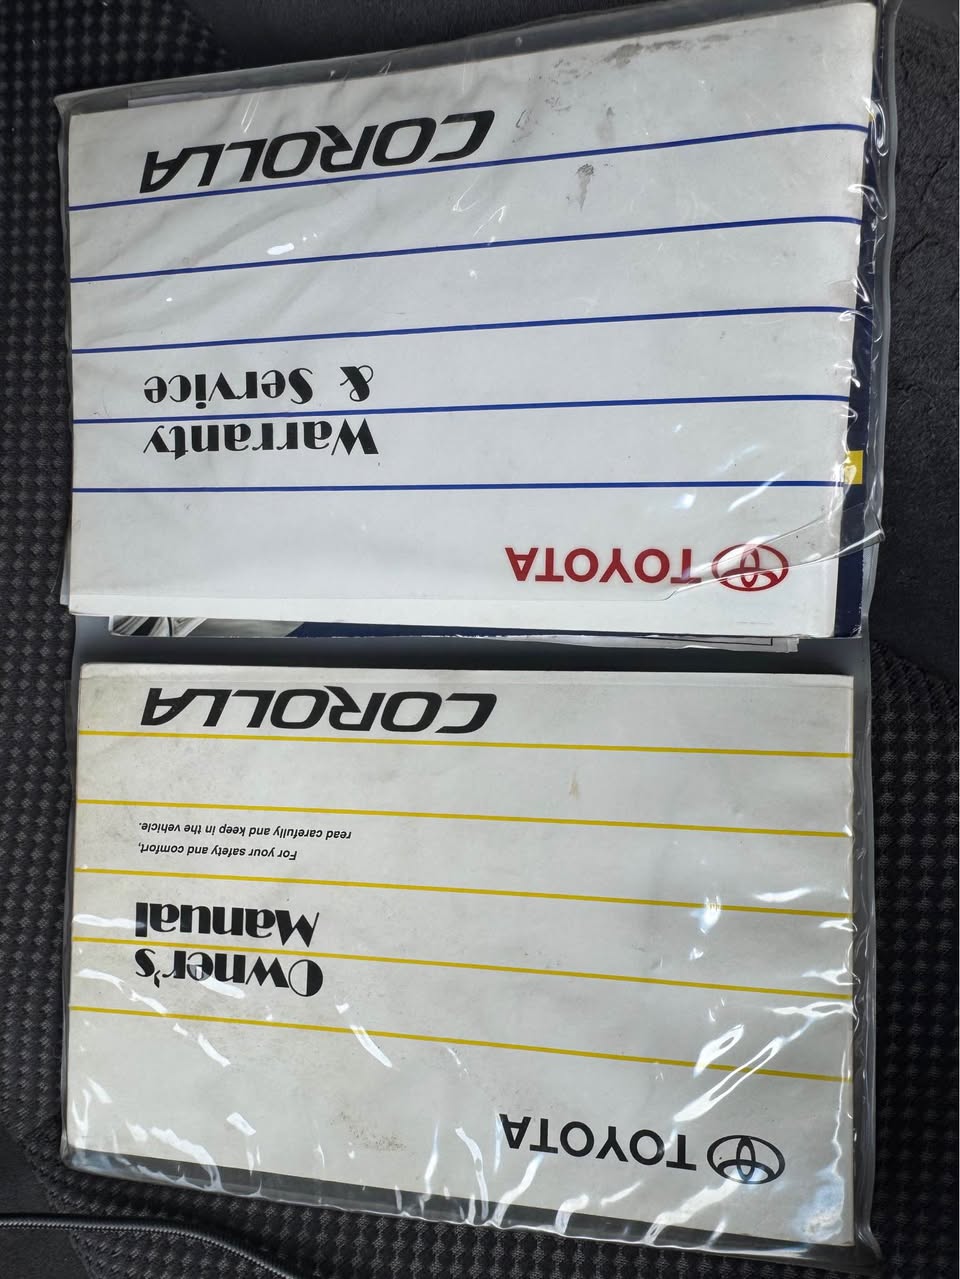 TOYOTA
Warranty
& Service
COROLLA
TOYOTA
Owner's
Manual
For your safety and comfort,
read carefully and keep in the vehicle.
COROLLA